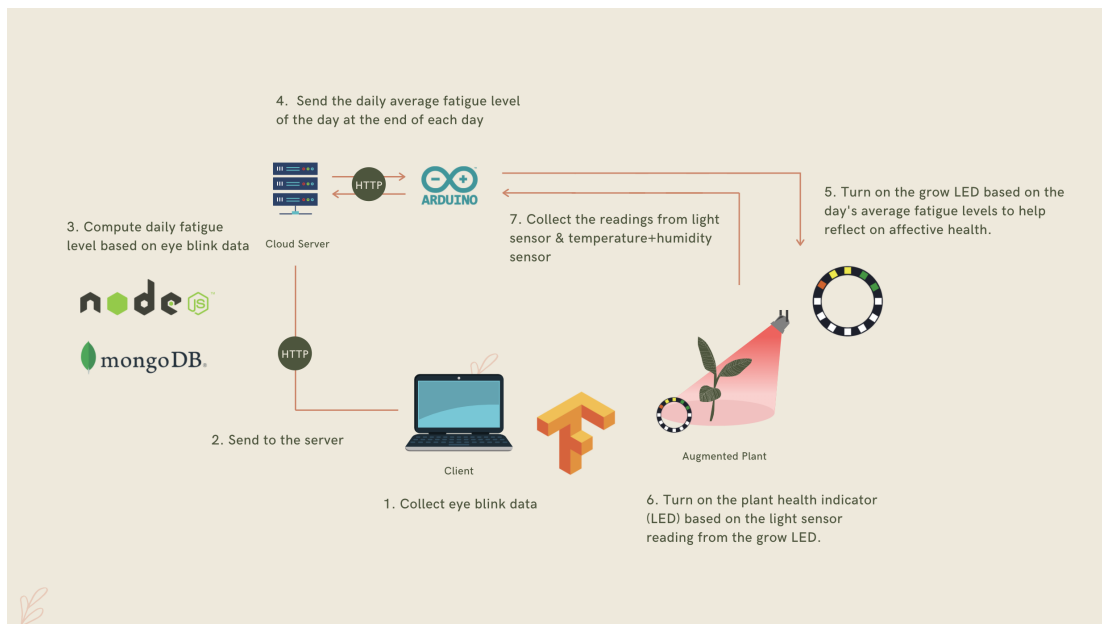 4. Send the daily average fatigue level
of the day at the end of each day
HTTP
ARDUINO
5. Turn on the grow LED based on the
day's average fatigue levels to help
reflect on affective health.
7. Collect the readings from light
sensor & temperature+humidity
sensor
3. Compute daily fatigue
level based on eye blink data
Cloud Server
node
JS
mongoDB.
HTTP
2. Send to the server
Client
Augmented Plant
1. Collect eye blink data
6. Turn on the plant health indicator
(LED) based on the light sensor
reading from the grow LED.